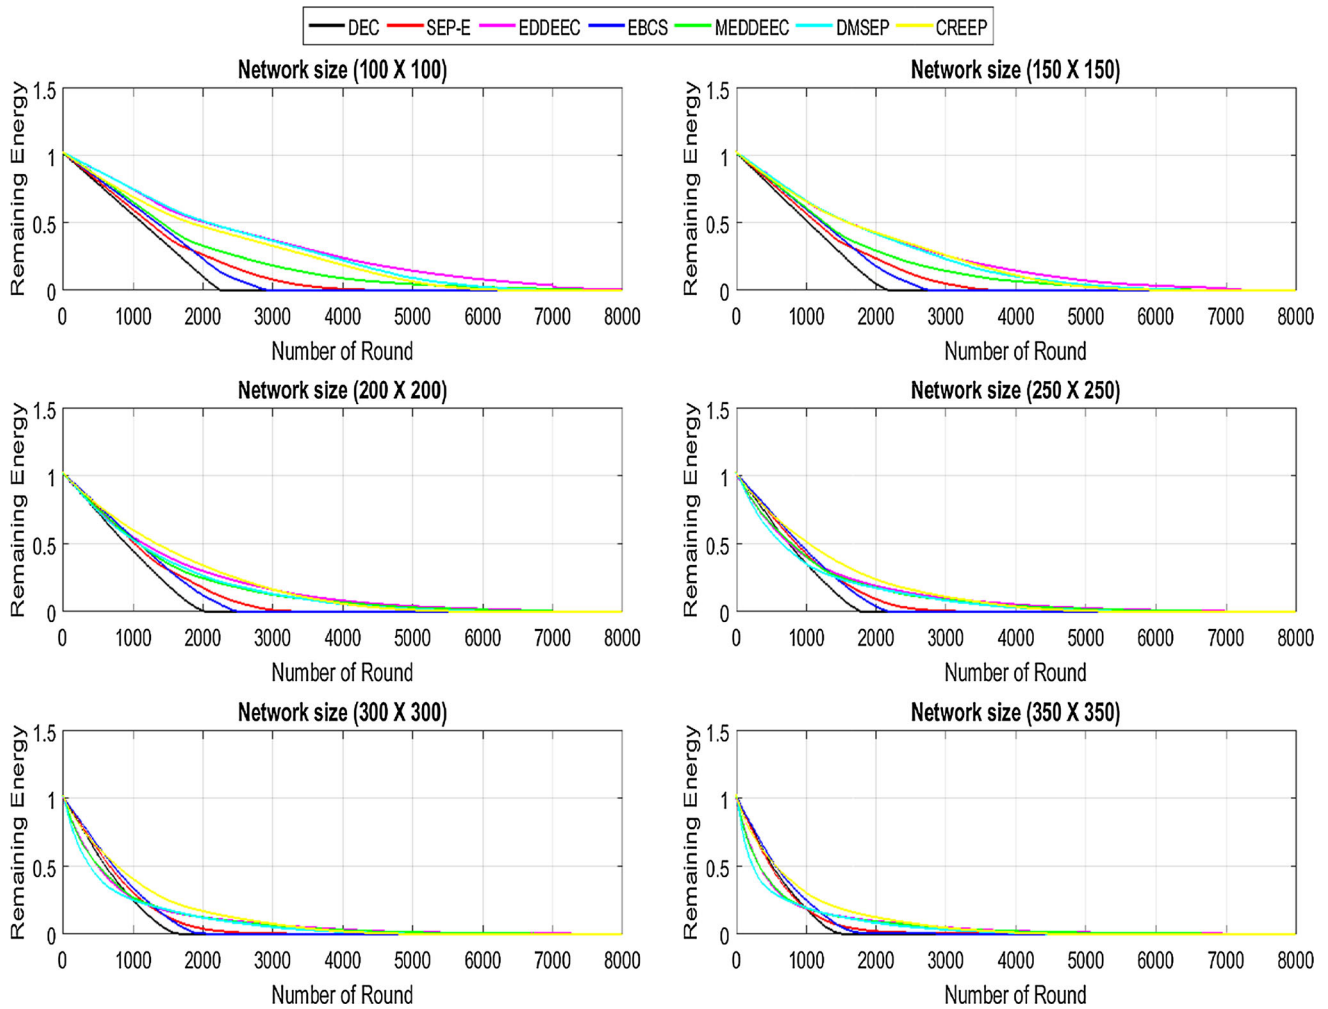 DEC SEP-E EDDEEC EBCS MEDDEEC DMSEP CREEP
Network size (100 X 100)
Remaining Energy
1.5
1
0.5
0
0 1000 2000 3000 4000 5000 6000 7000 8000
Number of Round
Network size (150 X 150)
Remaining Energy
1.5
1
0.5
0
0 1000 2000 3000 4000 5000 6000 7000 8000
Number of Round
Network size (200 X 200)
Remaining Energy
1.5
1
0.5
0
0 1000 2000 3000 4000 5000 6000 7000 8000
Number of Round
Network size (250 X 250)
Remaining Energy
1.5
1
0.5
0
0 1000 2000 3000 4000 5000 6000 7000 8000
Number of Round
Network size (300 X 300)
Remaining Energy
1.5
1
0.5
0
0 1000 2000 3000 4000 5000 6000 7000 8000
Number of Round
Network size (350 X 350)
Remaining Energy
1.5
1
0.5
0
0 1000 2000 3000 4000 5000 6000 7000 8000
Number of Round